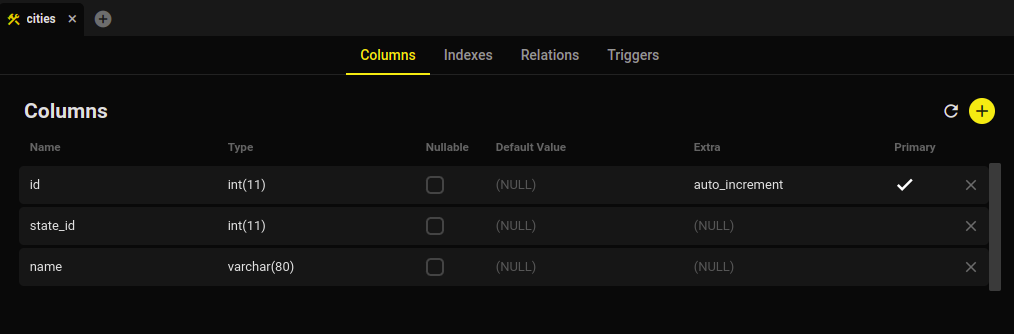 cities
Columns Indexes Relations Triggers
Columns
Name Type Nullable Default Value Extra Primary
id int(11) (NULL) auto_increment
state_id int(11) (NULL) (NULL)
name varchar(80) (NULL) (NULL)